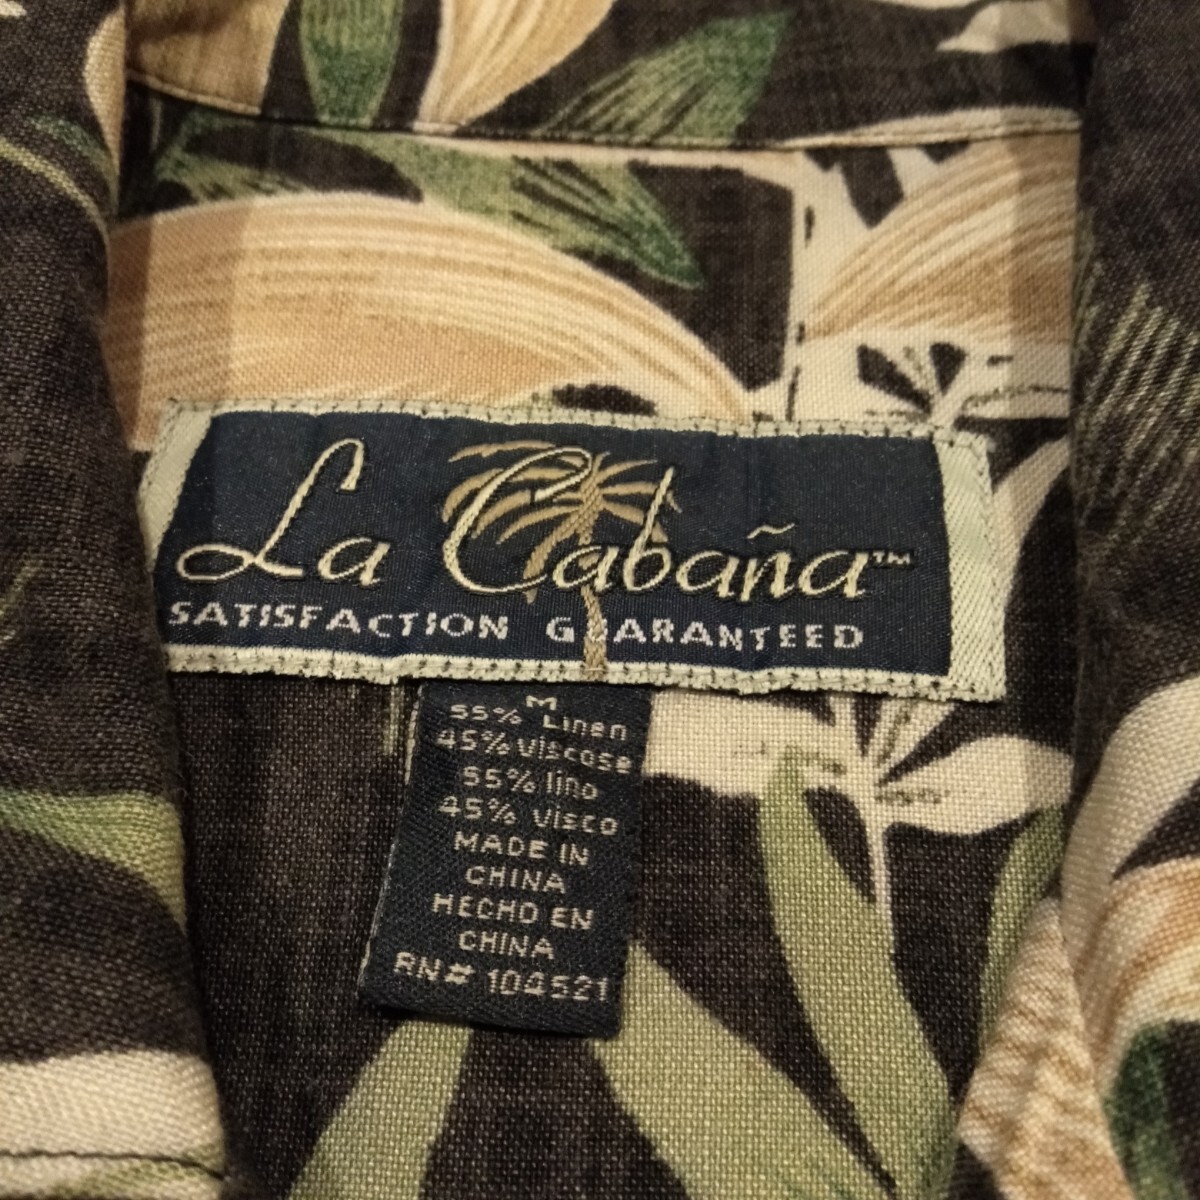 La Cabaña™
SATISFACTION GUARANTEED
M
55% Linen
45% viscose
55% lino
45% visco
MADE IN
CHINA
HECHO EN
CHINA
RN# 104521